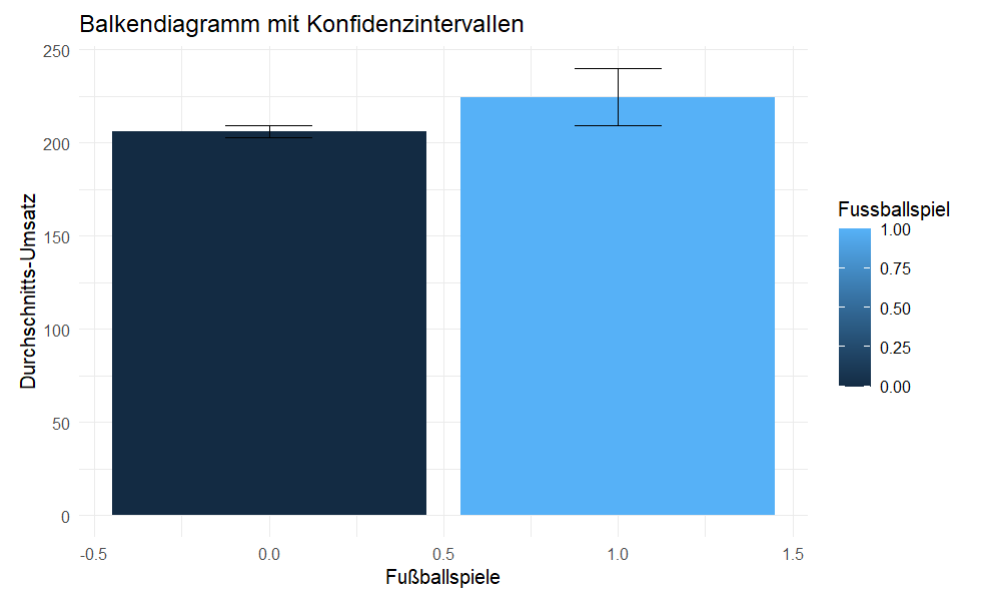 Balkendiagramm mit Konfidenzintervallen
250
200
150
100
50
0
Durchschnitts-Umsatz
-0.5 0.0 0.5 1.0 1.5
Fußballspiele
Fussballspiel
1.00
0.75
0.50
0.25
0.00